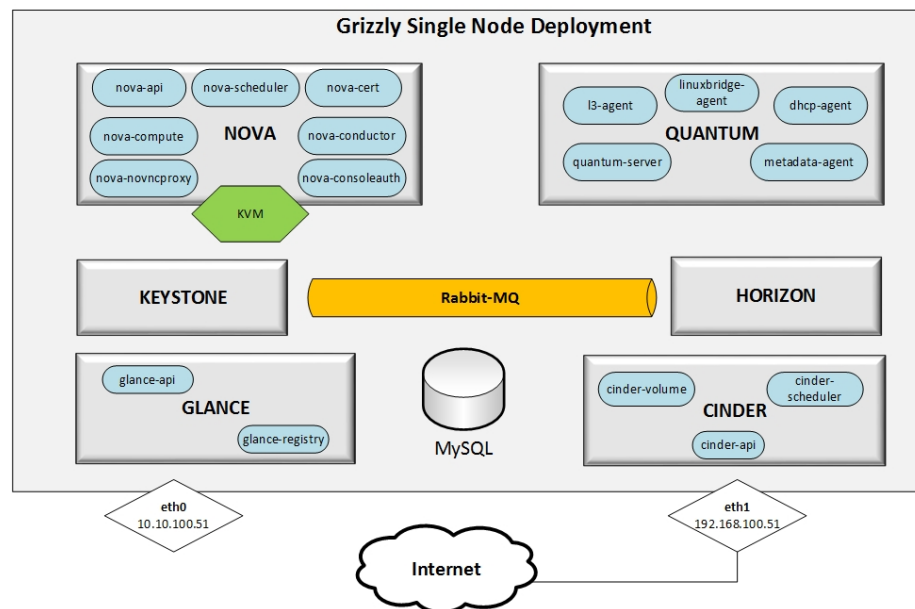 Grizzly Single Node Deployment
nova-api
nova-scheduler
nova-cert
nova-compute
NOVA
nova-conductor
nova-novncproxy
nova-consoleauth
KVM
linuxbridge-
agent
l3-agent
dhcp-agent
QUANTUM
quantum-server
metadata-agent
KEYSTONE
Rabbit-MQ
HORIZON
glance-api
GLANCE
glance-registry
MySQL
cinder-volume
cinder-
scheduler
CINDER
cinder-api
eth0
10.10.100.51
eth1
192.168.100.51
Internet